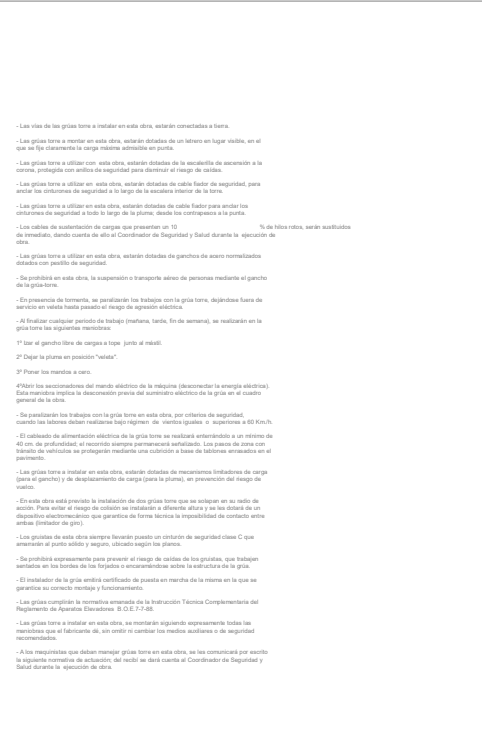 - Las vías de las grúas torre a instalar en esta obra, estarán conectadas a tierra.
- Las grúas torre a montar en esta obra, estarán dotadas de un letrero en lugar visible, en el
que se fije claramente la carga máxima admisible en punta.
- Las grúas torre a utilizar con esta obra, estarán dotadas de la escalerilla de ascensión a la
corona, protegida con anillos de seguridad para disminuir el riesgo de caídas.
- Las grúas torre a utilizar en esta obra, estarán dotadas de cable fiador de seguridad, para
anclar los cinturones de seguridad a lo largo de la escalera interior de la torre.
- Las grúas torre a utilizar en esta obra, estarán dotadas de cable fiador para anclar los
cinturones de seguridad a todo lo largo de la pluma; desde los contrapesos a la punta.
- Los cables de sustentación de cargas que presenten un 10 % de hilos rotos, serán sustituidos
de inmediato, dando cuenta de ello al Coordinador de Seguridad y Salud durante la ejecución de
obra.
- Las grúas torre a utilizar en esta obra, estarán dotadas de ganchos de acero normalizados
dotados con pestillo de seguridad.
- Se prohibirá en esta obra, la suspensión o transporte aéreo de personas mediante el gancho
de la grúa-torre.
- En presencia de tormenta, se paralizarán los trabajos con la grúa torre, dejándose fuera de
servicio en veleta hasta pasado el riesgo de agresión eléctrica.
- Al finalizar cualquier periodo de trabajo (mañana, tarde, fin de semana), se realizarán en la
grúa torre las siguientes maniobras:
1º Izar el gancho libre de cargas a tope junto al mástil.
2º Dejar la pluma en posición "veleta".
3º Poner los mandos a cero.
4ºAbrir los seccionadores del mando eléctrico de la máquina (desconectar la energía eléctrica).
Esta maniobra implica la desconexión previa del suministro eléctrico de la grúa en el cuadro
general de la obra.
- Se paralizarán los trabajos con la grúa torre en esta obra, por criterios de seguridad,
cuando las labores deban realizarse bajo régimen de vientos iguales o superiores a 60 Km./h.
- El cableado de alimentación eléctrica de la grúa torre se realizará enterrándolo a un mínimo de
40 cm. de profundidad; el recorrido siempre permanecerá señalizado. Los pasos de zona con
tránsito de vehículos se protegerán mediante una cubrición a base de tablones enrasados en el
pavimento.
- Las grúas torre a instalar en esta obra, estarán dotadas de mecanismos limitadores de carga
(para el gancho) y de desplazamiento de carga (para la pluma), en prevención del riesgo de
vuelco.
- En esta obra está previsto la instalación de dos grúas torre que se solapan en su radio de
acción. Para evitar el riesgo de colisión se instalarán a diferente altura y se les dotará de un
dispositivo electromecánico que garantice de forma técnica la imposibilidad de contacto entre
ambas (limitador de giro).
- Los gruistas de esta obra siempre llevarán puesto un cinturón de seguridad clase C que
amarrarán al punto sólido y seguro, ubicado según los planos.
- Se prohibirá expresamente para prevenir el riesgo de caídas de los gruistas, que trabajen
sentados en los bordes de los forjados o encaramándose sobre la estructura de la grúa.
- El instalador de la grúa emitirá certificado de puesta en marcha de la misma en la que se
garantice su correcto montaje y funcionamiento.
- Las grúas cumplirán la normativa emanada de la Instrucción Técnica Complementaria del
Reglamento de Aparatos Elevadores B.O.E 7-7-88.
- Las grúas torre a instalar en esta obra, se montarán siguiendo expresamente todas las
maniobras que el fabricante dé, sin omitir ni cambiar los medios auxiliares o de seguridad
recomendados.
- A los maquinistas que deban manejar grúas torre en esta obra, se les comunicará por escrito
la siguiente normativa de actuación; del recibí se dará cuenta al Coordinador de Seguridad y
Salud durante la ejecución de obra.